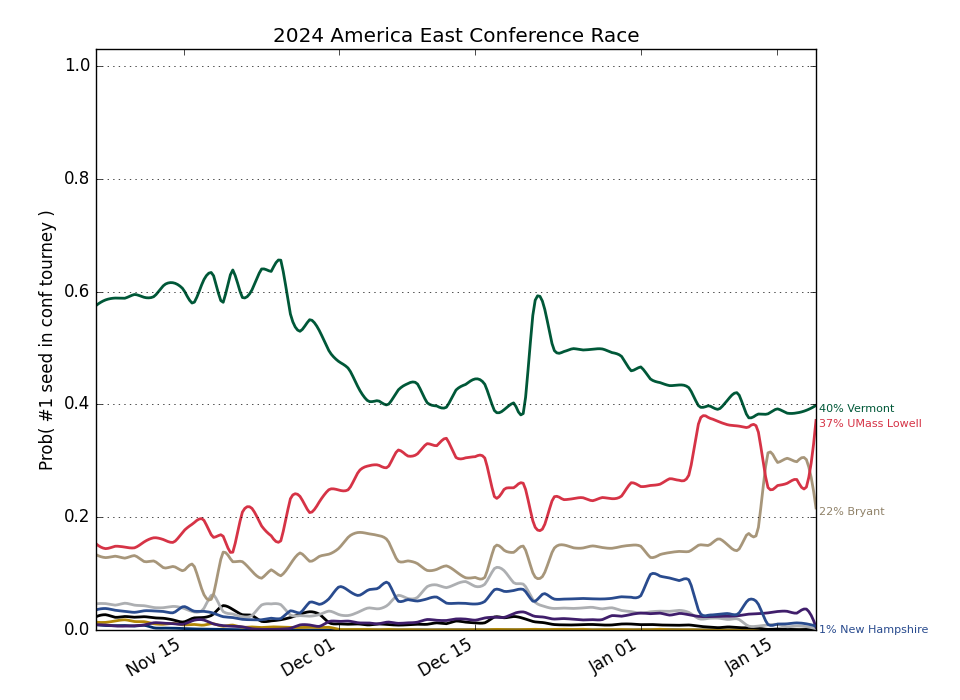 2024 America East Conference Race
Prob( #1 seed in conf tourney )
1.0
0.8
0.6
0.4
0.2
0.0
40% Vermont
37% UMass Lowell
22% Bryant
1% New Hampshire
Nov 15
Dec 01
Dec 15
Jan 01
Jan 15